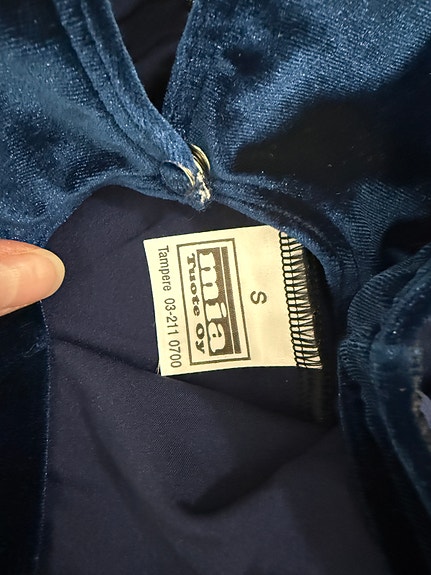 mia
Tuote Oy
Tampere 03-211 0700
S